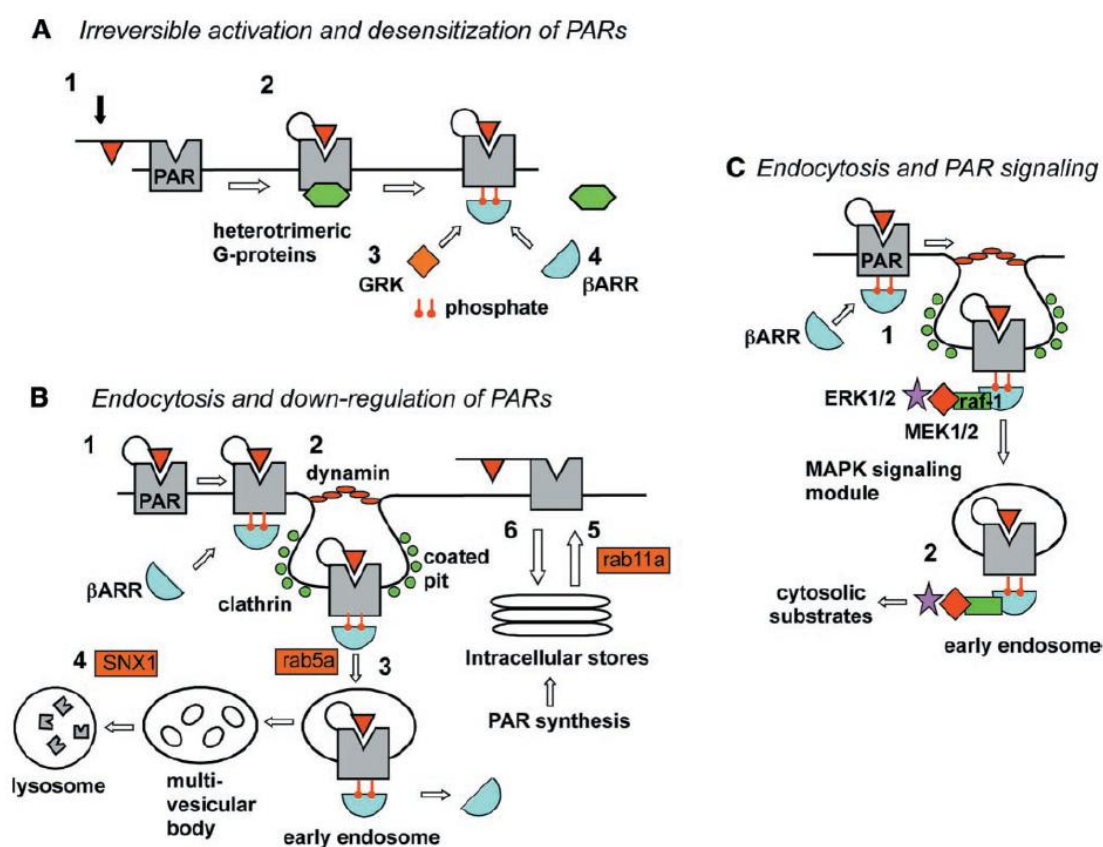 A Irreversible activation and desensitization of PARs
1
2
PAR
heterotrimeric
G-proteins
3
GRK
4
βARR
phosphate
B Endocytosis and down-regulation of PARs
1
PAR
βARR
2
dynamin
clathrin
coated
pit
6
5
rab11a
Intracellular stores
PAR synthesis
4 SNX1
rab5a 3
lysosome
multi-
vesicular
body
early endosome
C Endocytosis and PAR signaling
PAR
βARR
1
ERK1/2
raf-1
MEK1/2
MAPK signaling
module
2
cytosolic
substrates
early endosome